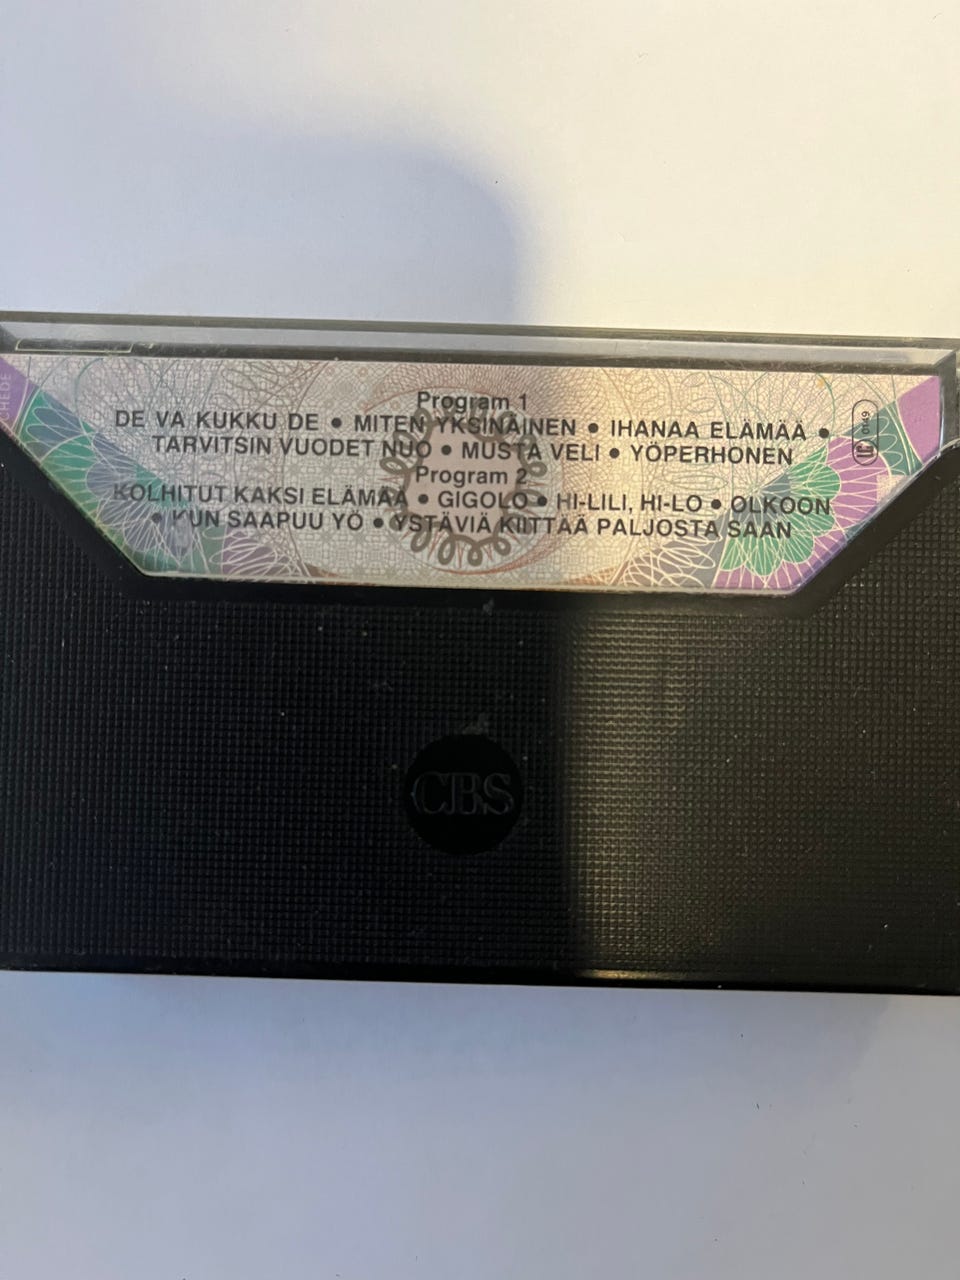 Program 1
DE VA KUKKU DE • MITEN YKSINÄINEN • IHANAA ELÄMÄÄ •
TARVITSIN VUODET NUO • MUSTA VELI • YÖPERHONEN
Program 2
KOLHITUT KAKSI ELÄMÄÄ • GIGOLO • HI-LILI, HI-LO • OLKOON
• KUN SAAPUU YÖ • YSTÄVIÄ KIITTÄÄ PALJOSTA SAAN
0149
CBS